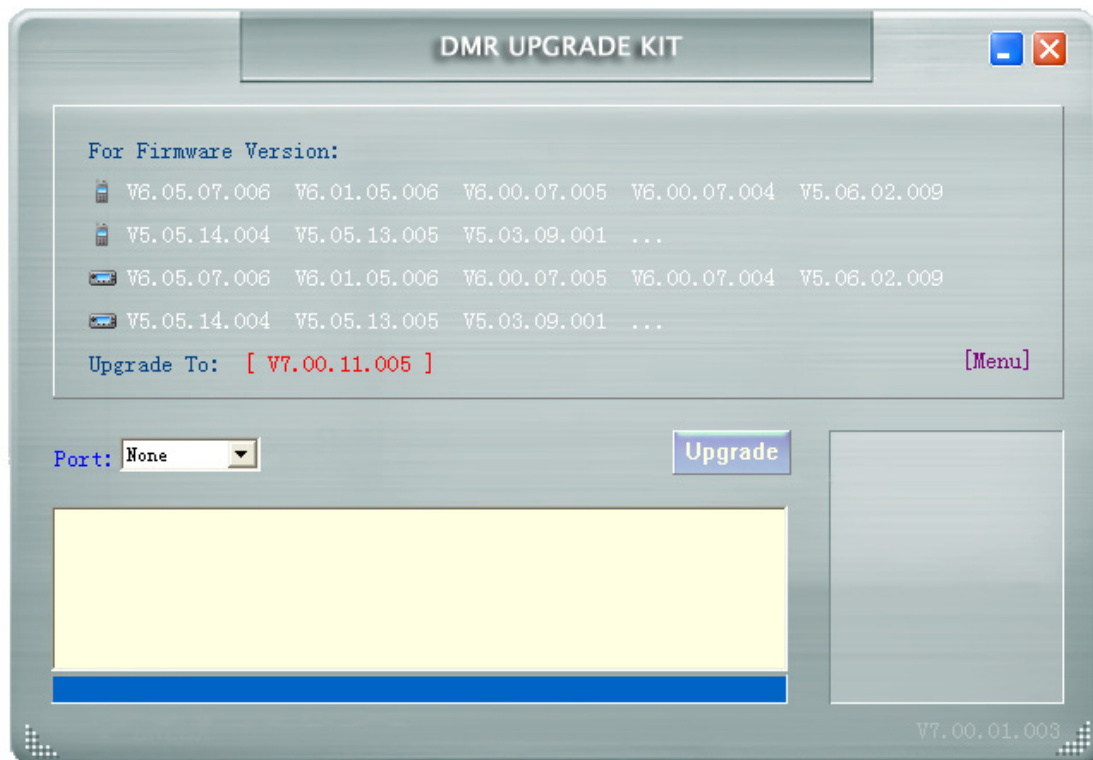 DMR UPGRADE KIT
For Firmware Version:
V6.05.07.006 V6.01.05.006 V6.00.07.005 V6.00.07.004 V5.06.02.009
V5.05.14.004 V5.05.13.005 V5.03.09.001 ...
V6.05.07.006 V6.01.05.006 V6.00.07.005 V6.00.07.004 V5.06.02.009
V5.05.14.004 V5.05.13.005 V5.03.09.001 ...
Upgrade To: [ V7.00.11.005 ] [Menu]
Port: None Upgrade
V7.00.01.003